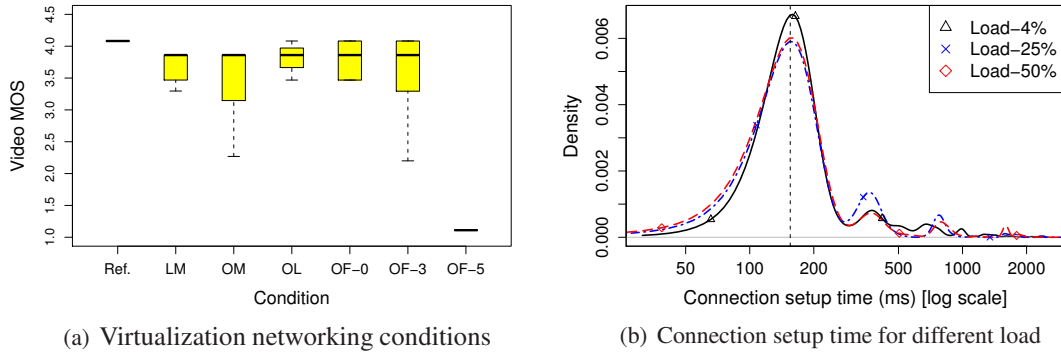 Video MOS
4.5
4.0
3.5
3.0
2.5
2.0
1.5
1.0
Ref.
LM
OM
OL
OF−0
OF−3
OF−5
Condition
(a) Virtualization networking conditions
Density
0.006
0.004
0.002
0.000
Load−4%
Load−25%
Load−50%
50
100
200
500
1000
2000
Connection setup time (ms) [log scale]
(b) Connection setup time for different load